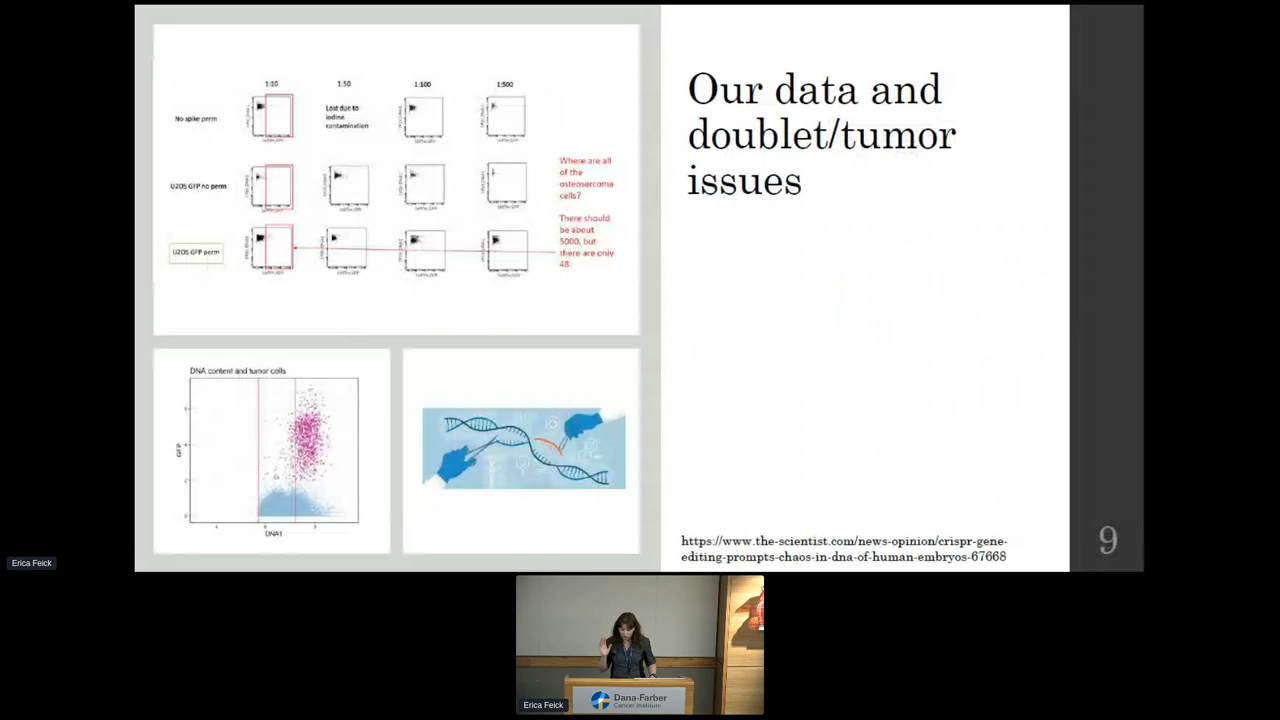 1:10
1:50
1:100
1:500
No spike perm
Lost due to
iodine
contamination
U2OS GFP no perm
U2OS GFP perm
Where are all
of the
osteosarcoma
cells?
There should
be about
5000, but
there are only
48.
Our data and
doublet/tumor
issues
DNA content and tumor cells
GFP
DNA1
https://www.the-scientist.com/news-opinion/crispr-gene-
editing-prompts-chaos-in-dna-of-human-embryos-67668
9
Erica Feick
Erica Feick
Dana-Farber
Cancer Institute